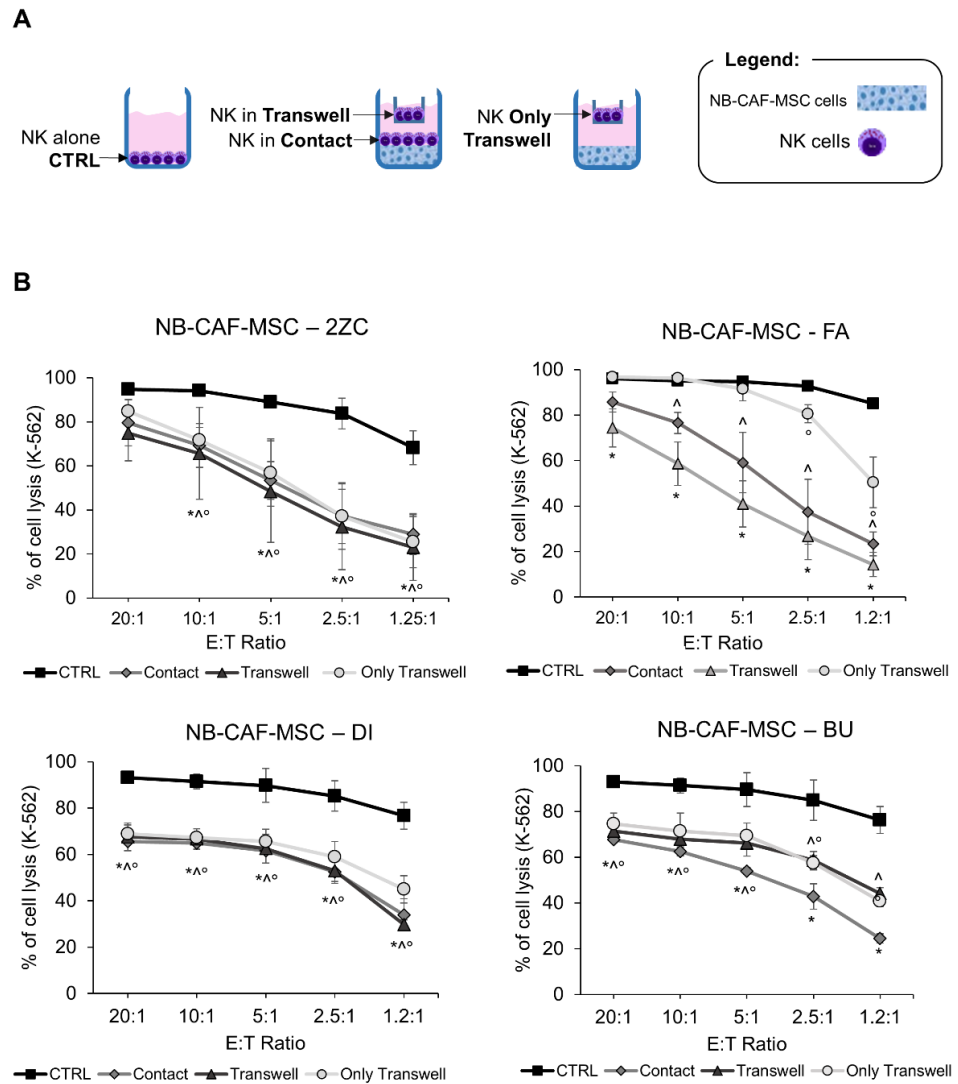 A
NK alone
CTRL
NK in Transwell
NK in Contact
NK Only
Transwell
Legend:
NB-CAF-MSC cells
NK cells
B
NB-CAF-MSC – 2ZC
% of cell lysis (K-562)
100
80
60
40
20
0
*^°
*^°
*^°
*^°
20:1 10:1 5:1 2.5:1 1.25:1
E:T Ratio
CTRL Contact Transwell Only Transwell
NB-CAF-MSC - FA
% of cell lysis (K-562)
100
80
60
40
20
0
^
^
°
^
°
^
*
*
*
*
*
20:1 10:1 5:1 2.5:1 1.2:1
E:T Ratio
CTRL Contact Transwell Only Transwell
NB-CAF-MSC – DI
% of cell lysis (K-562)
100
80
60
40
20
0
*^°
*^°
*^°
*^°
*^°
20:1 10:1 5:1 2.5:1 1.2:1
E:T Ratio
CTRL Contact Transwell Only Transwell
NB-CAF-MSC – BU
% of cell lysis (K-562)
100
80
60
40
20
0
*^°
*^°
*^°
^°
*
^
°
*
20:1 10:1 5:1 2.5:1 1.2:1
E:T Ratio
CTRL Contact Transwell Only Transwell